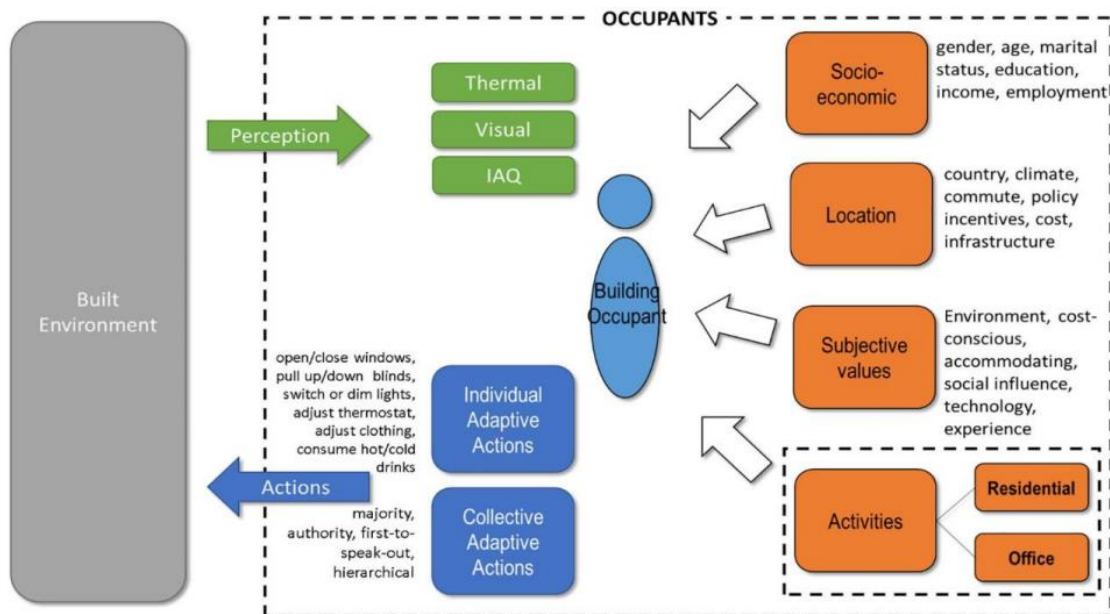 OCCUPANTS
Built
Environment
Perception
Thermal
Visual
IAQ
Building
Occupant
open/close windows,
pull up/down blinds,
switch or dim lights,
adjust thermostat,
adjust clothing,
consume hot/cold
drinks
Individual
Adaptive
Actions
Actions
majority,
authority, first-to-
speak-out,
hierarchical
Collective
Adaptive
Actions
Socio-
economic
gender, age, marital
status, education,
income, employment
Location
country, climate,
commute, policy
incentives, cost,
infrastructure
Subjective
values
Environment, cost-
conscious,
accommodating,
social influence,
technology,
experience
Activities
Residential
Office